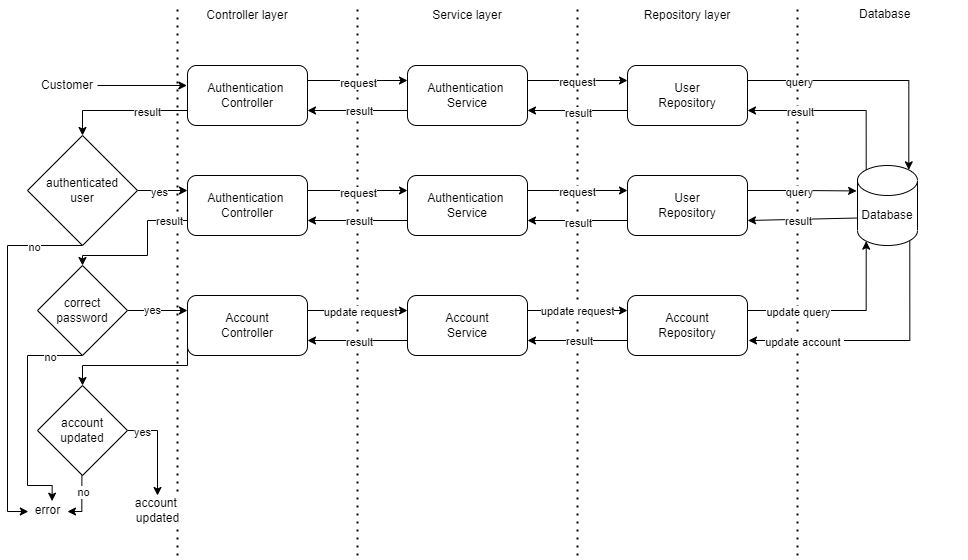 Controller layer
Service layer
Repository layer
Database
Customer
Authentication
Controller
request
result
Authentication
Service
request
result
User
Repository
query
result
result
authenticated
user
yes
no
Authentication
Controller
request
result
Authentication
Service
request
result
User
Repository
query
result
Database
result
correct
password
yes
no
Account
Controller
update request
result
Account
Service
update request
result
Account
Repository
update query
update account
account
updated
yes
no
error
account
updated